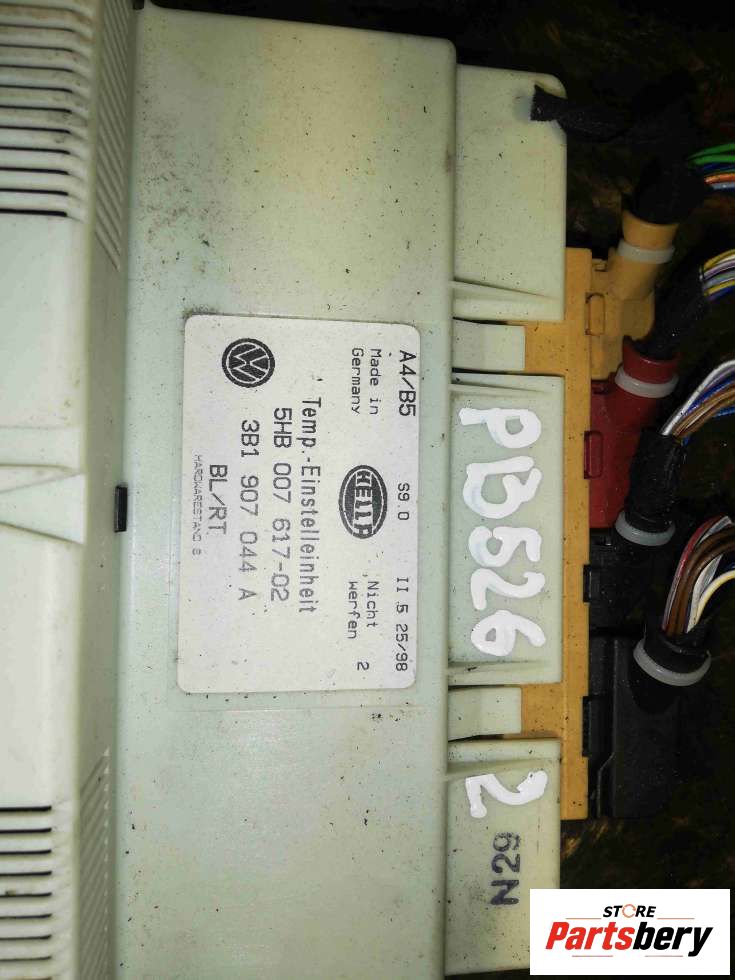 A4/B5 S9.0 II 5 25/98
Made in
Germany
HELLA
Nicht 2
werfen
Temp.-Einstelleinheit
5HB 007 617-02
3B1 907 044 A
BL/RT
HARDWARESTAND 8
PB526
2
N29
STORE
Partsbery